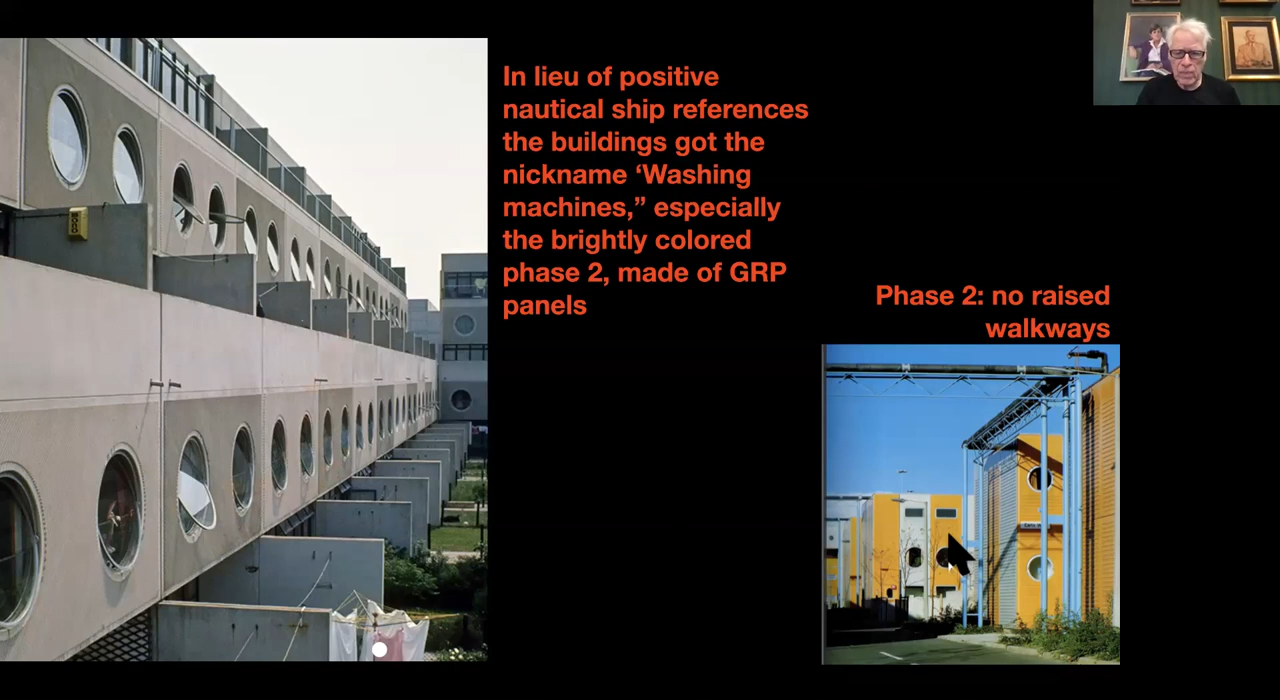 In lieu of positive
nautical ship references
the buildings got the
nickname ‘Washing
machines,” especially
the brightly colored
phase 2, made of GRP
panels
Phase 2: no raised
walkways